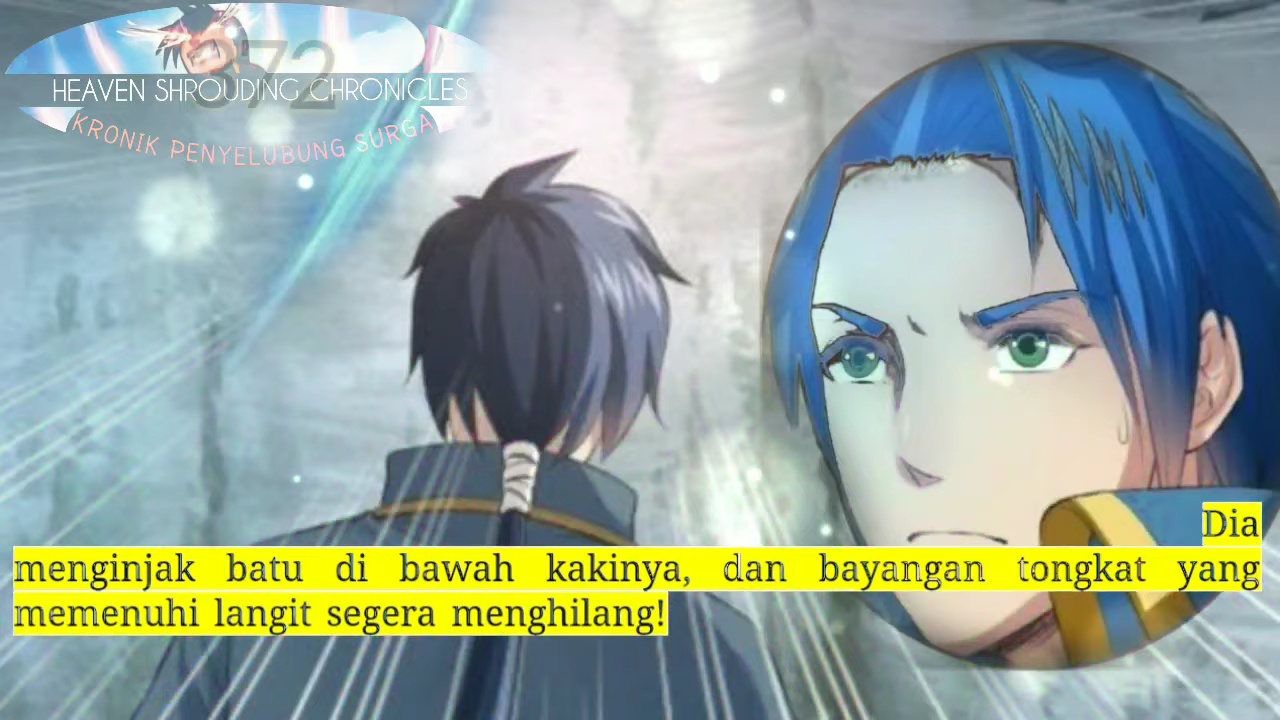 372
HEAVEN SHROUDING CHRONICLES
KRONIK PENYELUBUNG SURGA
Dia
menginjak batu di bawah kakinya, dan bayangan tongkat yang
memenuhi langit segera menghilang!